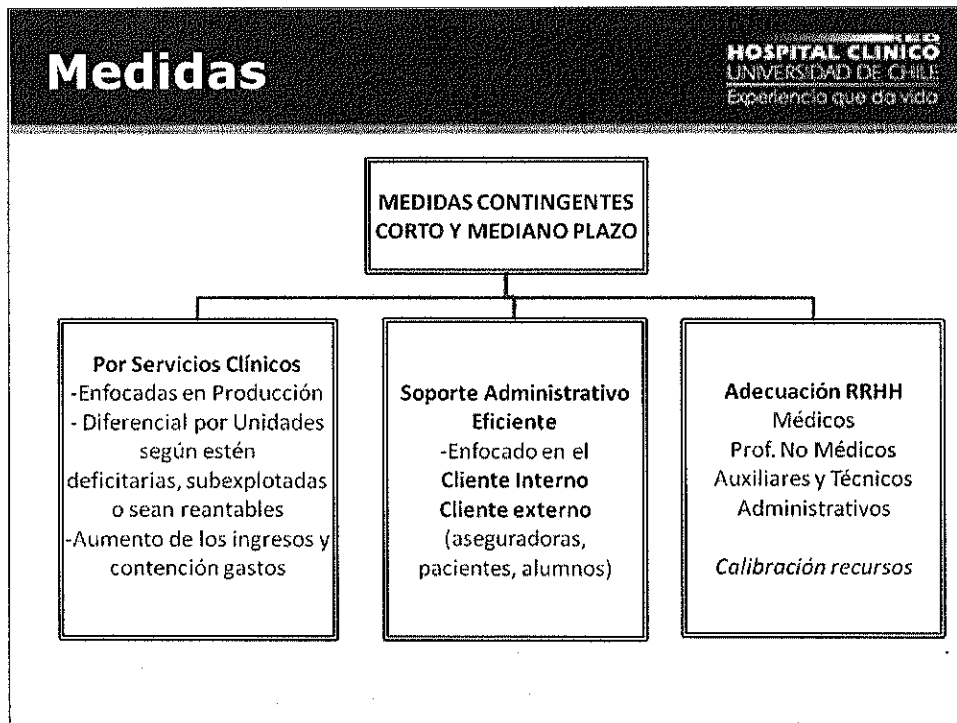 Medidas
HOSPITAL CLÍNICO
UNIVERSIDAD DE CHILE
Experiencia que da vida
MEDIDAS CONTINGENTES
CORTO Y MEDIANO PLAZO
Por Servicios Clínicos
-Enfocadas en Producción
- Diferencial por Unidades
según estén
deficitarias, subexplotadas
o sean reantables
-Aumento de los ingresos y
contención gastos
Soporte Administrativo
Eficiente
-Enfocado en el
Cliente Interno
Cliente externo
(aseguradoras,
pacientes, alumnos)
Adecuación RRHH
Médicos
Prof. No Médicos
Auxiliares y Técnicos
Administrativos
Calibración recursos